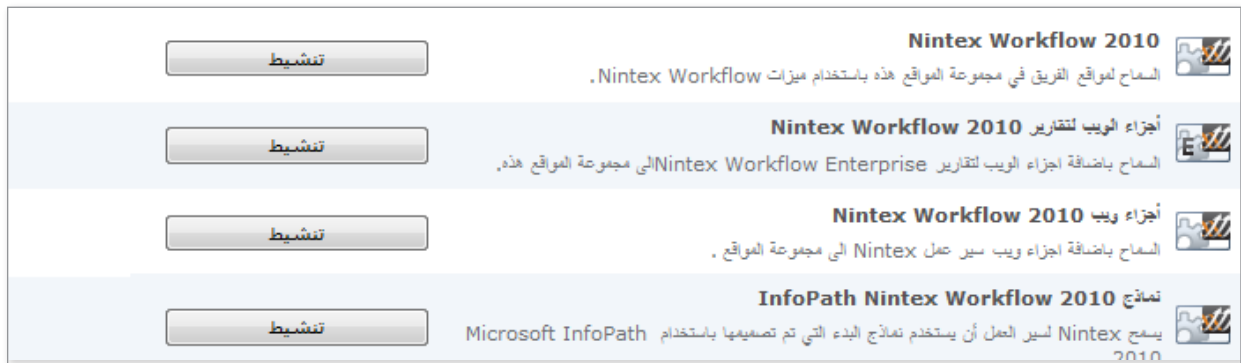 Nintex Workflow 2010
السماح لمواقع الفريق في مجموعة المواقع هذه باستخدام ميزات Nintex Workflow.
تنشيط
أجزاء الويب لتقارير Nintex Workflow 2010
السماح باضافة اجزاء الويب لتقارير Nintex Workflow Enterpriseالى مجموعة المواقع هذه.
تنشيط
أجزاء ويب Nintex Workflow 2010
السماح باضافة اجزاء ويب سير عمل Nintex الى مجموعة المواقع .
تنشيط
نماذج InfoPath Nintex Workflow 2010
يسمح Nintex لسير العمل أن يستخدم نماذج البدء التي تم تصميمها باستخدام Microsoft InfoPath
2010
تنشيط